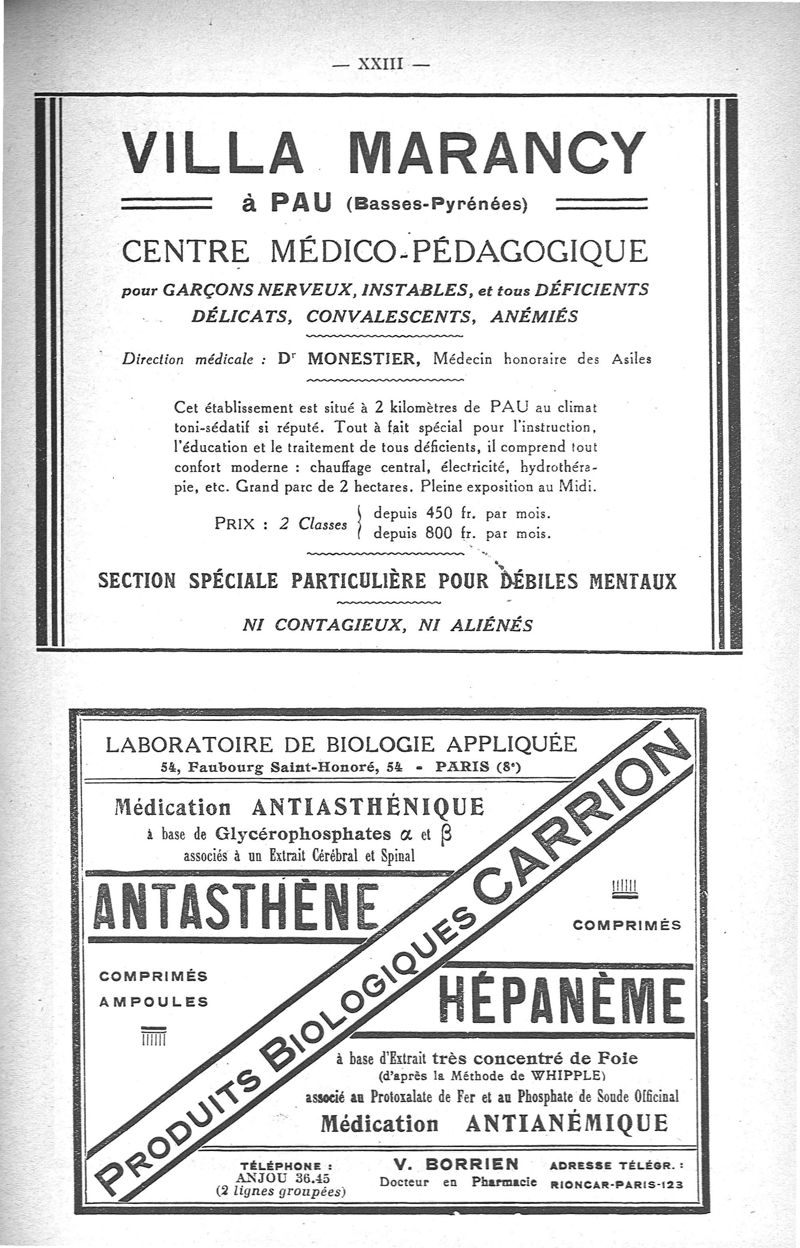 — XXIII —
VILLA MARANCY
à PAU (Basses-Pyrénées)
CENTRE MÉDICO-PÉDAGOGIQUE
pour GARÇONS NERVEUX, INSTABLES, et tous DÉFICIENTS
DÉLICATS, CONVALESCENTS, ANÉMIÉS
Direction médicale : Dr MONESTIER, Médecin honoraire des Asiles
Cet établissement est situé à 2 kilomètres de PAU au climat
toni-sédatif si réputé. Tout à fait spécial pour l'instruction,
l'éducation et le traitement de tous déficients, il comprend tout
confort moderne : chauffage central, électricité, hydrothéra-
pie, etc. Grand parc de 2 hectares. Pleine exposition au Midi.
PRIX : 2 Classes { depuis 450 fr. par mois.
depuis 800 fr. par mois.
SECTION SPÉCIALE PARTICULIÈRE POUR DÉBILES MENTAUX
NI CONTAGIEUX, NI ALIÉNÉS
LABORATOIRE DE BIOLOGIE APPLIQUÉE
54, Faubourg Saint-Honoré, 54 - PARIS (8e)
Médication ANTIASTHÉNIQUE
à base de Glycérophosphates α et β
associés à un Extrait Cérébral et Spinal
ANTASTHÈNE
COMPRIMÉS
AMPOULES
PRODUITS BIOLOGIQUES CARRION
COMPRIMÉS
HÉPANÈME
à base d'Extrait très concentré de Foie
(d'après la Méthode de WHIPPLE)
associé au Protoxalate de Fer et au Phosphate de Soude Officinal
Médication ANTIANÉMIQUE
TÉLÉPHONE :
ANJOU 36.45
(2 lignes groupées)
V. BORRIEN
Docteur en Pharmacie
ADRESSE TÉLÉGR. :
RIONCAR-PARIS-123